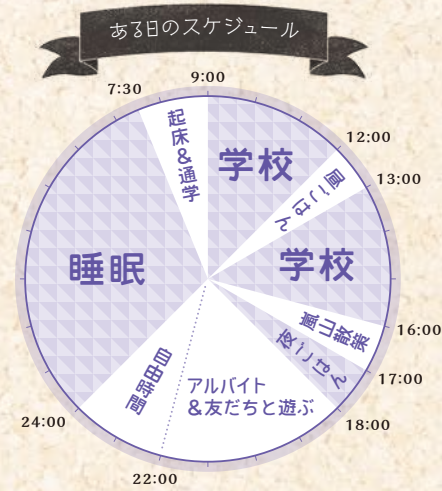 ある日のスケジュール
9:00
学校
12:00
昼ごはん
13:00
学校
16:00
嵐山散策
17:00
夜ごはん
18:00
アルバイト
&友だちと遊ぶ
22:00
自由時間
24:00
睡眠
7:30
起床&通学